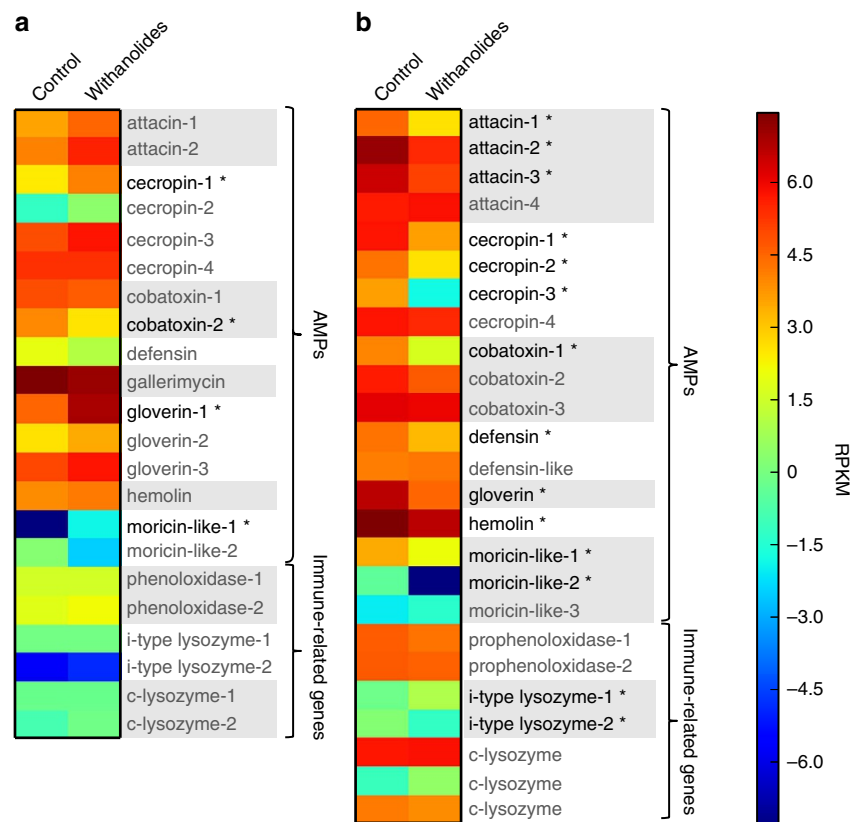 a
Control
Withanolides
attacin-1
attacin-2
cecropin-1 *
cecropin-2
cecropin-3
cecropin-4
cobatoxin-1
cobatoxin-2 *
defensin
gallerimycin
gloverin-1 *
gloverin-2
gloverin-3
hemolin
moricin-like-1 *
moricin-like-2
phenoloxidase-1
phenoloxidase-2
i-type lysozyme-1
i-type lysozyme-2
c-lysozyme-1
c-lysozyme-2
AMPs
Immune-related genes
b
Control
Withanolides
attacin-1 *
attacin-2 *
attacin-3 *
attacin-4
cecropin-1 *
cecropin-2 *
cecropin-3 *
cecropin-4
cobatoxin-1 *
cobatoxin-2
cobatoxin-3
defensin *
defensin-like
gloverin *
hemolin *
moricin-like-1 *
moricin-like-2 *
moricin-like-3
prophenoloxidase-1
prophenoloxidase-2
i-type lysozyme-1 *
i-type lysozyme-2 *
c-lysozyme
c-lysozyme
c-lysozyme
AMPs
Immune-related genes
6.0
4.5
3.0
1.5
0
−1.5
−3.0
−4.5
−6.0
RPKM